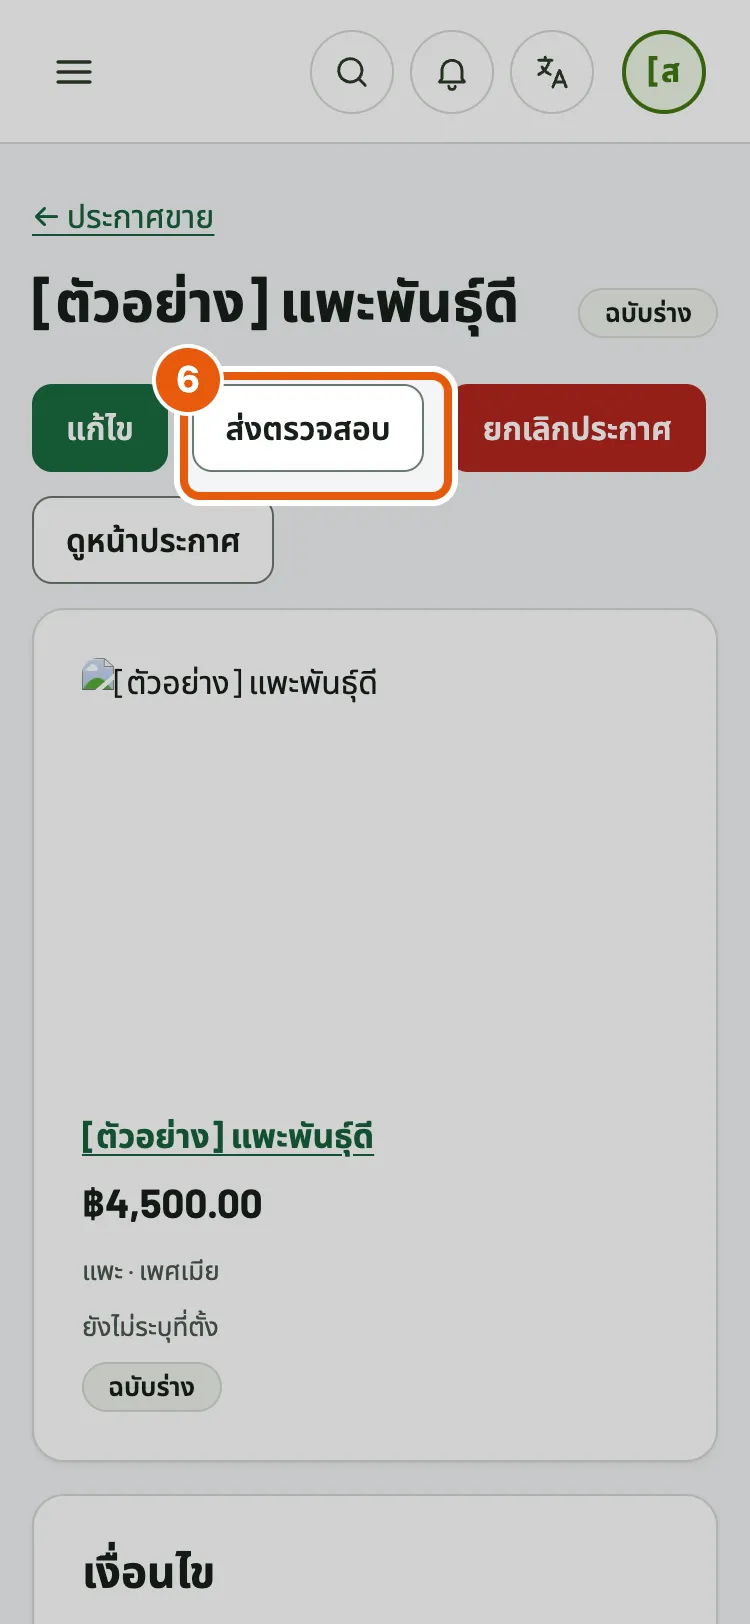 [ส
← ประกาศขาย
[ตัวอย่าง] แพะพันธุ์ดี
ฉบับร่าง
6
แก้ไข
ส่งตรวจสอบ
ยกเลิกประกาศ
ดูหน้าประกาศ
[ตัวอย่าง] แพะพันธุ์ดี
[ตัวอย่าง] แพะพันธุ์ดี
฿4,500.00
แพะ · เพศเมีย
ยังไม่ระบุที่ตั้ง
ฉบับร่าง
เงื่อนไข